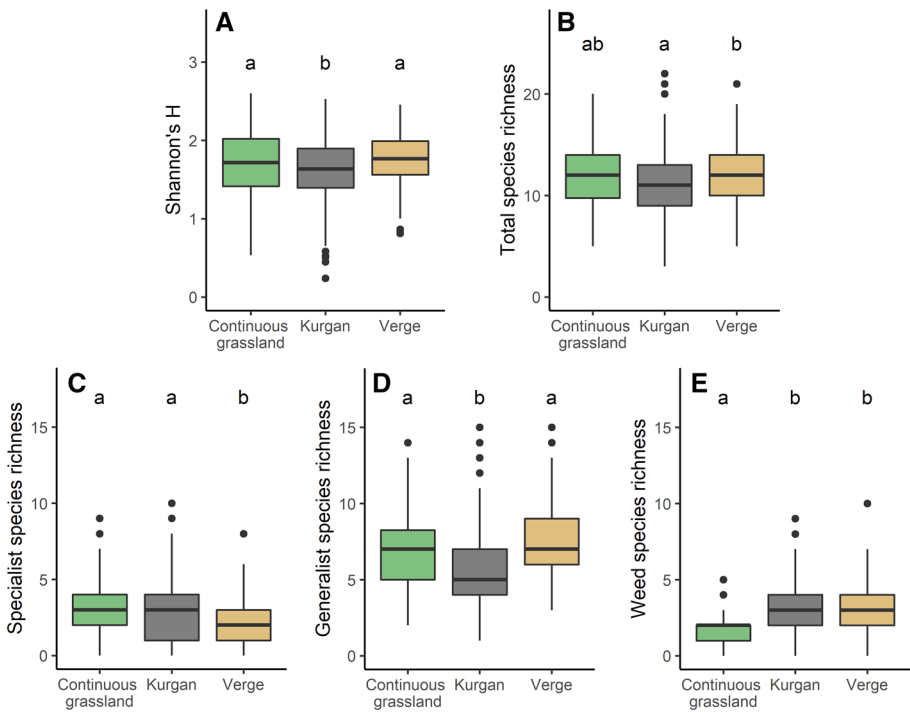 A
Shannon's H
a b a
3
2
1
0
Continuous grassland
Kurgan
Verge
B
Total species richness
ab a b
20
10
0
Continuous grassland
Kurgan
Verge
C
Specialist species richness
a a b
15
10
5
0
Continuous grassland
Kurgan
Verge
D
Generalist species richness
a b a
15
10
5
0
Continuous grassland
Kurgan
Verge
E
Weed species richness
a b b
15
10
5
0
Continuous grassland
Kurgan
Verge